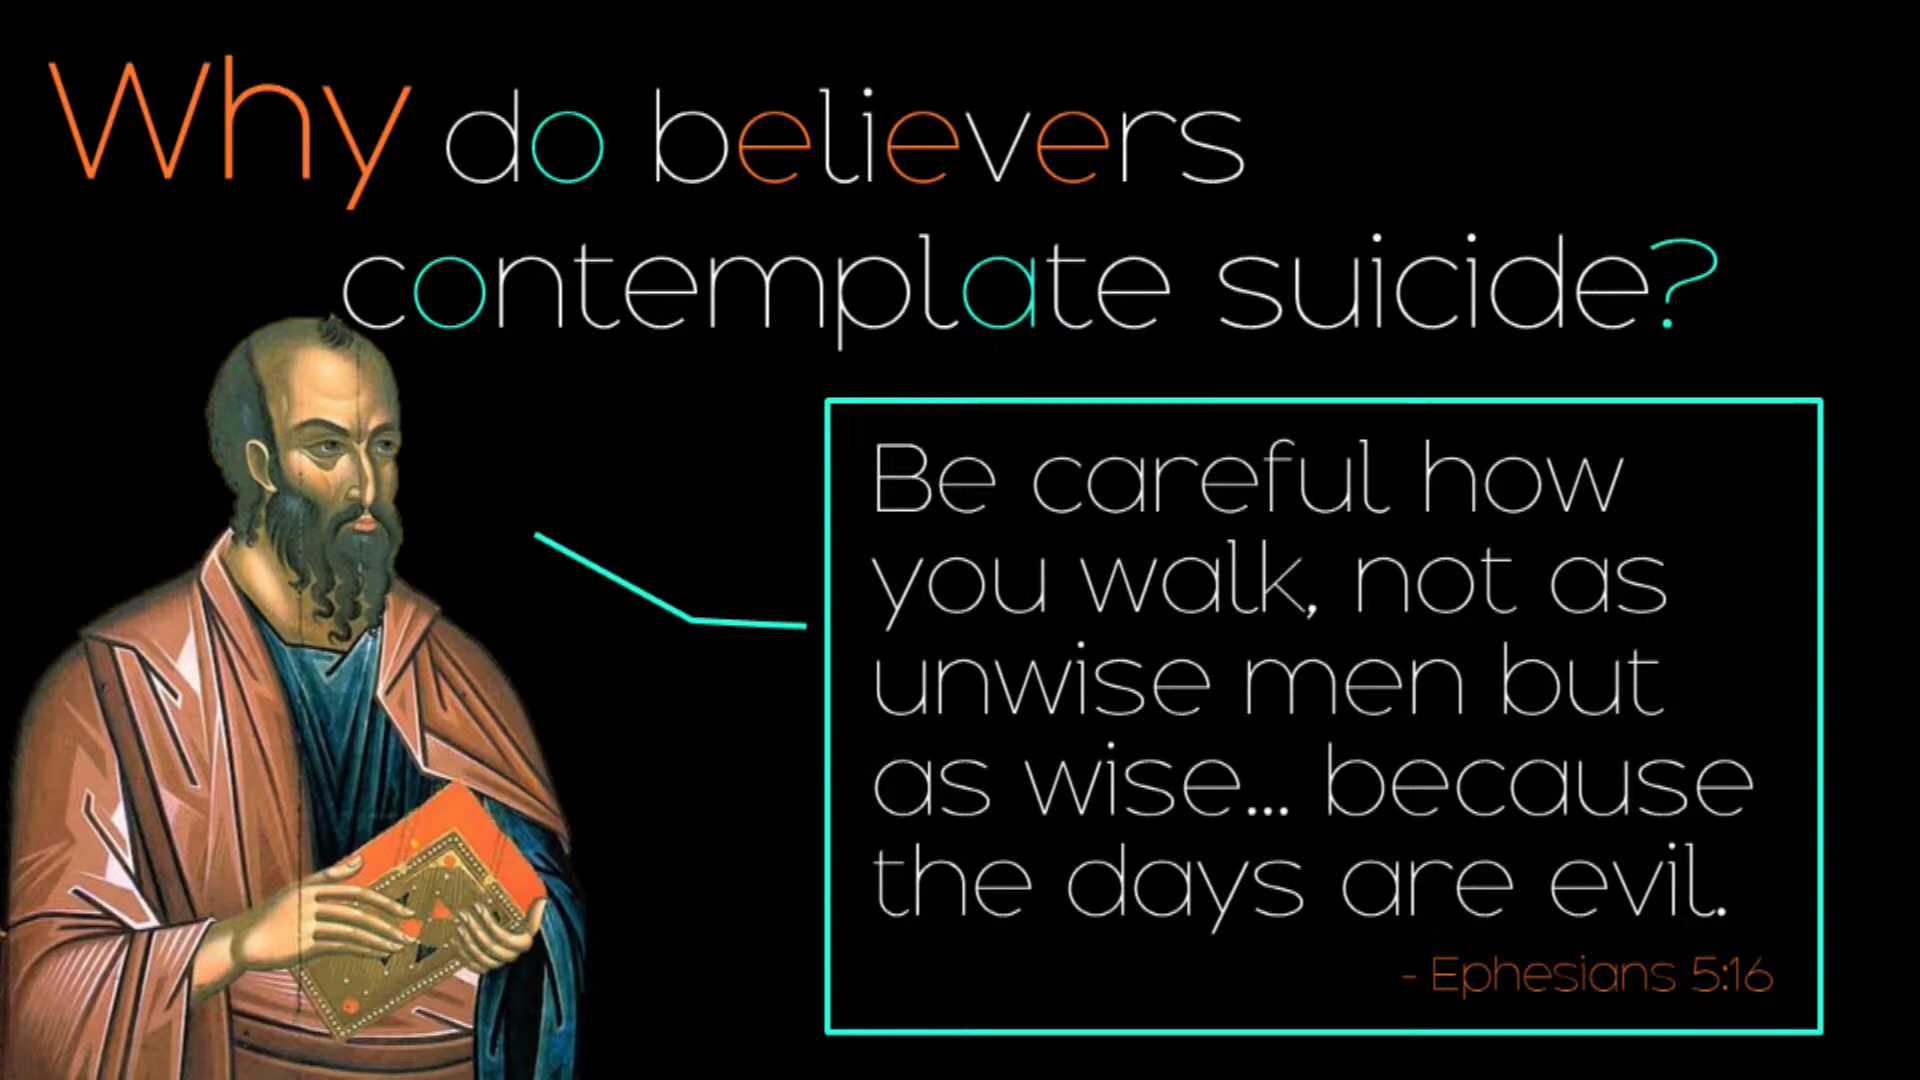 Why do believers
contemplate suicide?
Be careful how
you walk, not as
unwise men but
as wise... because
the days are evil.
- Ephesians 5:16